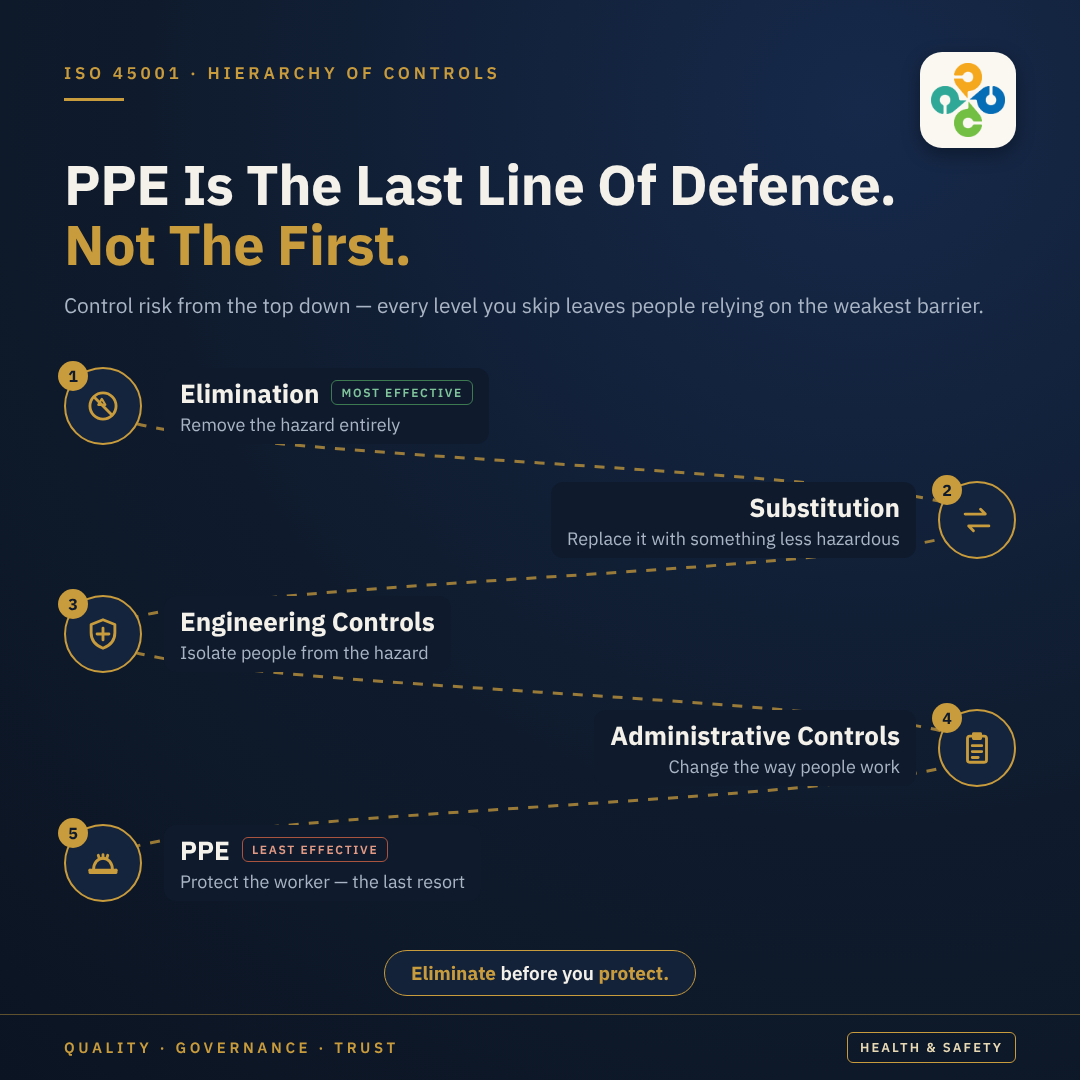 ISO 45001 · HIERARCHY OF CONTROLS
PPE Is The Last Line Of Defence.
Not The First.
Control risk from the top down — every level you skip leaves people relying on the weakest barrier.
1
Elimination MOST EFFECTIVE
Remove the hazard entirely
2
Substitution
Replace it with something less hazardous
3
Engineering Controls
Isolate people from the hazard
4
Administrative Controls
Change the way people work
5
PPE LEAST EFFECTIVE
Protect the worker — the last resort
Eliminate before you protect.
QUALITY · GOVERNANCE · TRUST
HEALTH & SAFETY